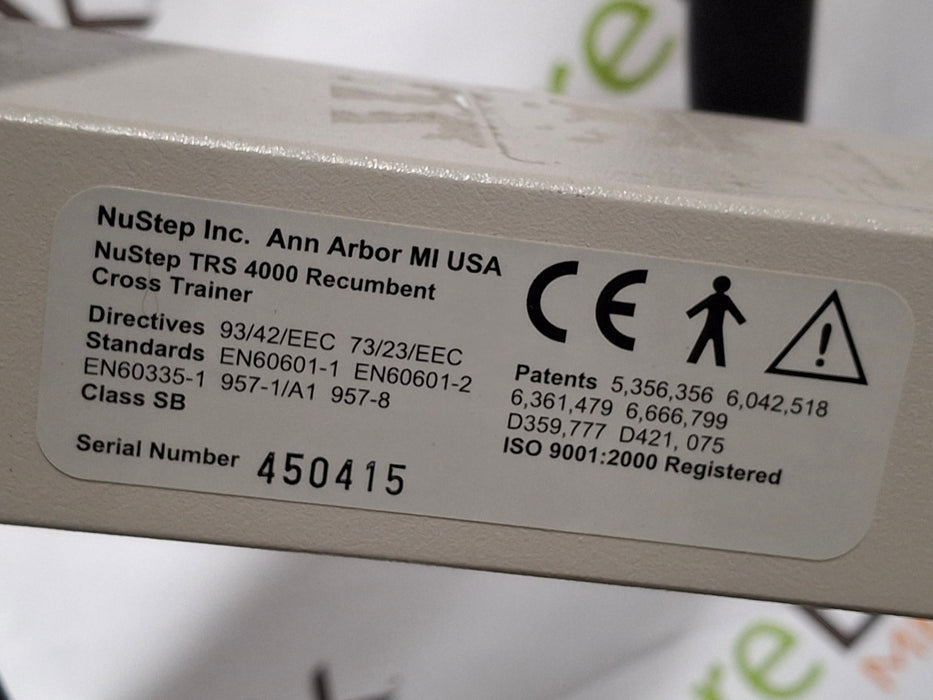 NuStep Inc. Ann Arbor MI USA
NuStep TRS 4000 Recumbent
Cross Trainer
Directives 93/42/EEC 73/23/EEC
Standards EN60601-1 EN60601-2
EN60335-1 957-1/A1 957-8
Class SB
Serial Number 450415
CE
Patents 5,356,356 6,042,518
6,361,479 6,666,799
D359,777 D421, 075
ISO 9001:2000 Registered
re